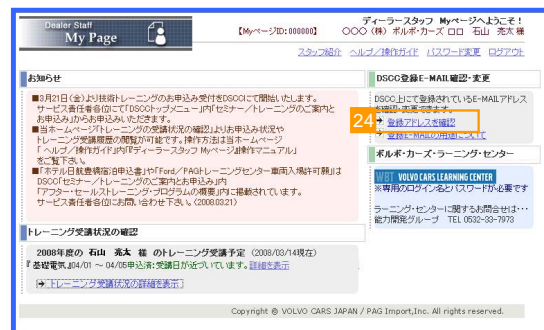 Dealer Staff
My Page
【Myページ ID:000000】
ディーラースタッフ Myページへようこそ!
〇〇〇(株) ボルボ・カーズ ロロ 石山 亮太 様
スタッフ紹介 ヘルプ/操作ガイド パスワード変更 ログアウト
お知らせ
■3月21日(金)より技術トレーニングのお申込み受付をDSCCにて開始いたします。
サービス責任者各位にてDSCCトップメニュー」内「セミナー/トレーニングのご案内と
お申込み」からお申込みいただきます。
■当ホームページ「トレーニングの受講状況の確認」よりお申込み状況や
トレーニング受講履歴の閲覧が可能です。操作方法は当ホームページ
「ヘルプ/操作ガイド」内「『ディーラースタッフ Myページ』操作マニュアル」
をご覧下さい。
■「ホテル日航豊橋宿泊申込書」や「Ford/PAGトレーニングセンター車両入場許可願」は
DSCC「セミナー/トレーニングのご案内とお申込み」内
「アフター・セールストレーニング・プログラムの概要」内に掲載されています。
サービス責任者各位にお問い合わせ下さい。(2008.03.21)
トレーニング受講状況の確認
2008年度の 石山 亮太 様 のトレーニング受講予定 (2008/03/14現在)
『基礎電気』04/01 ~ 04/05申込済:受講日が近づいています。詳細を表示
トレーニング受講状況の詳細を表示
DSCC登録E-MAIL確認・変更
DSCC上にて登録されているE-MAILアドレス
を確認・変更できます。
24
登録アドレスを確認
登録E-MAILの用途について
ボルボ・カーズ・ラーニング・センター
WBT VOLVO CARS LEARNING CENTER
※専用のログイン名とパスワードが必要です
ラーニング・センターに関するお問合せは…
能力開発グループ TEL 0532-33-7973
Copyright © VOLVO CARS JAPAN / PAG Import,Inc. All rights reserved.